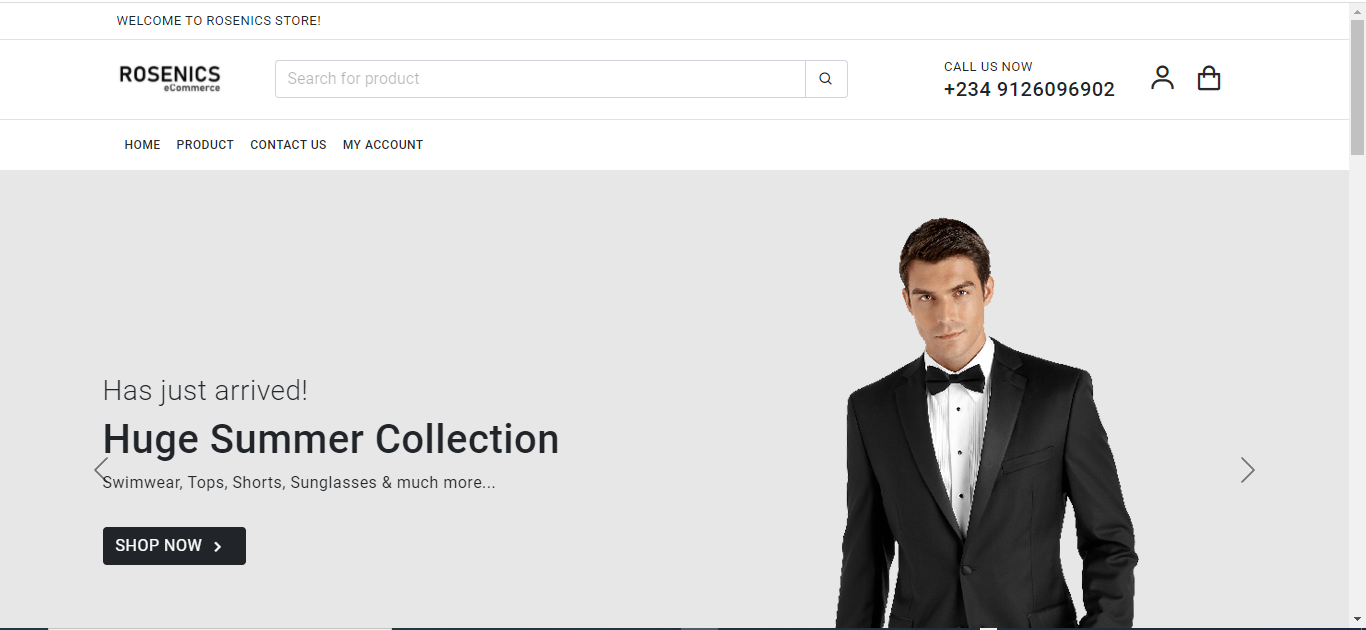 WELCOME TO ROSENICS STORE!
ROSENICS
eCommerce
Search for product
CALL US NOW
+234 9126096902
HOME PRODUCT CONTACT US MY ACCOUNT
Has just arrived!
Huge Summer Collection
Swimwear, Tops, Shorts, Sunglasses & much more...
SHOP NOW